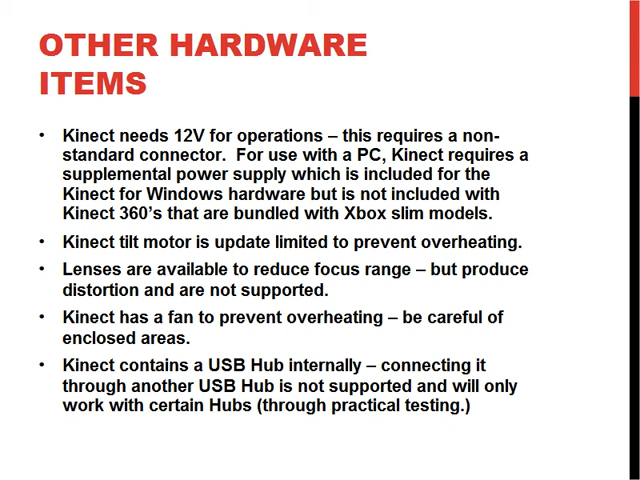 OTHER HARDWARE
ITEMS
• Kinect needs 12V for operations – this requires a non-
standard connector.  For use with a PC, Kinect requires a
supplemental power supply which is included for the
Kinect for Windows hardware but is not included with
Kinect 360's that are bundled with Xbox slim models.
• Kinect tilt motor is update limited to prevent overheating.
• Lenses are available to reduce focus range – but produce
distortion and are not supported.
• Kinect has a fan to prevent overheating – be careful of
enclosed areas.
• Kinect contains a USB Hub internally – connecting it
through another USB Hub is not supported and will only
work with certain Hubs (through practical testing.)